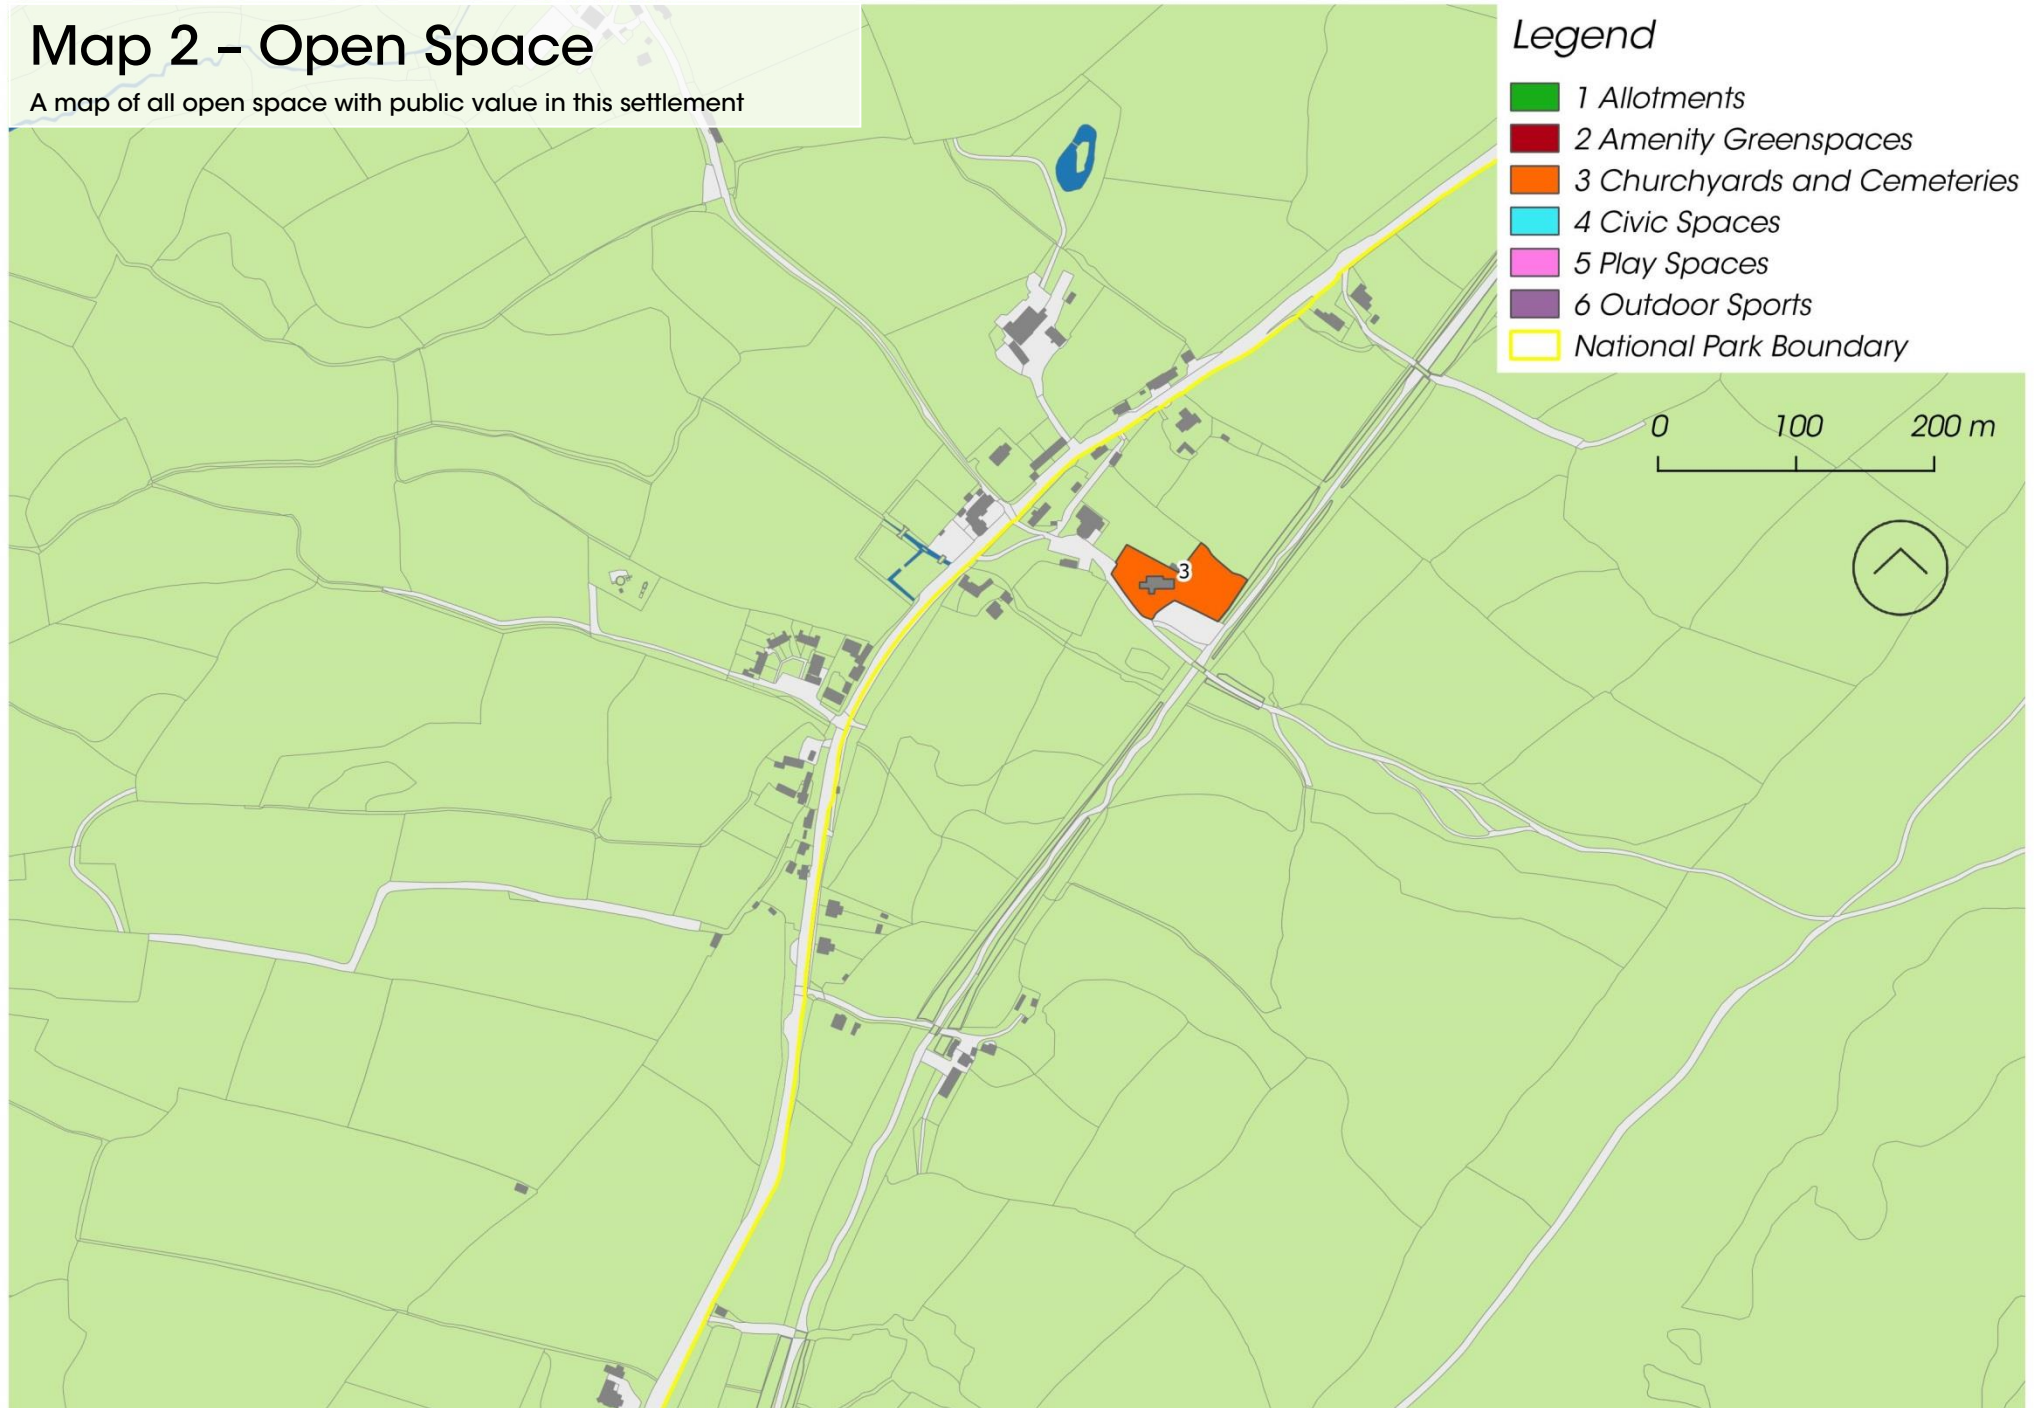 Map 2 – Open Space
A map of all open space with public value in this settlement
Legend
1 Allotments
2 Amenity Greenspaces
3 Churchyards and Cemeteries
4 Civic Spaces
5 Play Spaces
6 Outdoor Sports
National Park Boundary
0 100 200 m
3